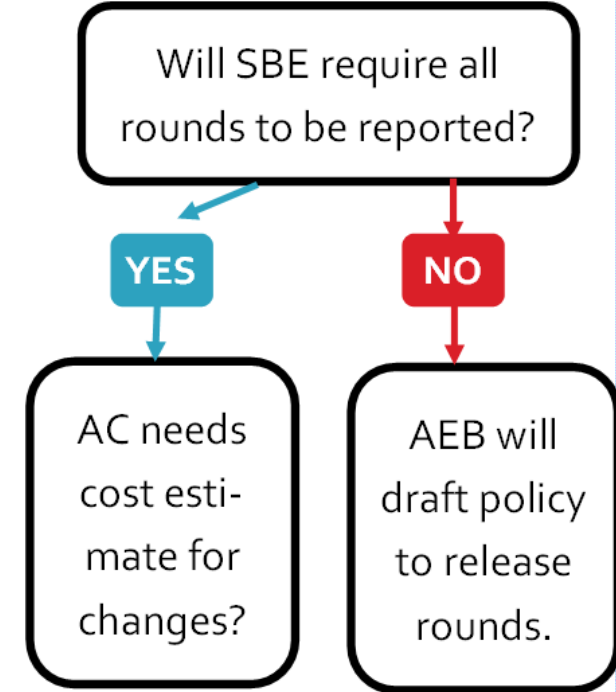 Will SBE require all
rounds to be reported?
YES
NO
AC needs
cost esti-
mate for
changes?
AEB will
draft policy
to release
rounds.